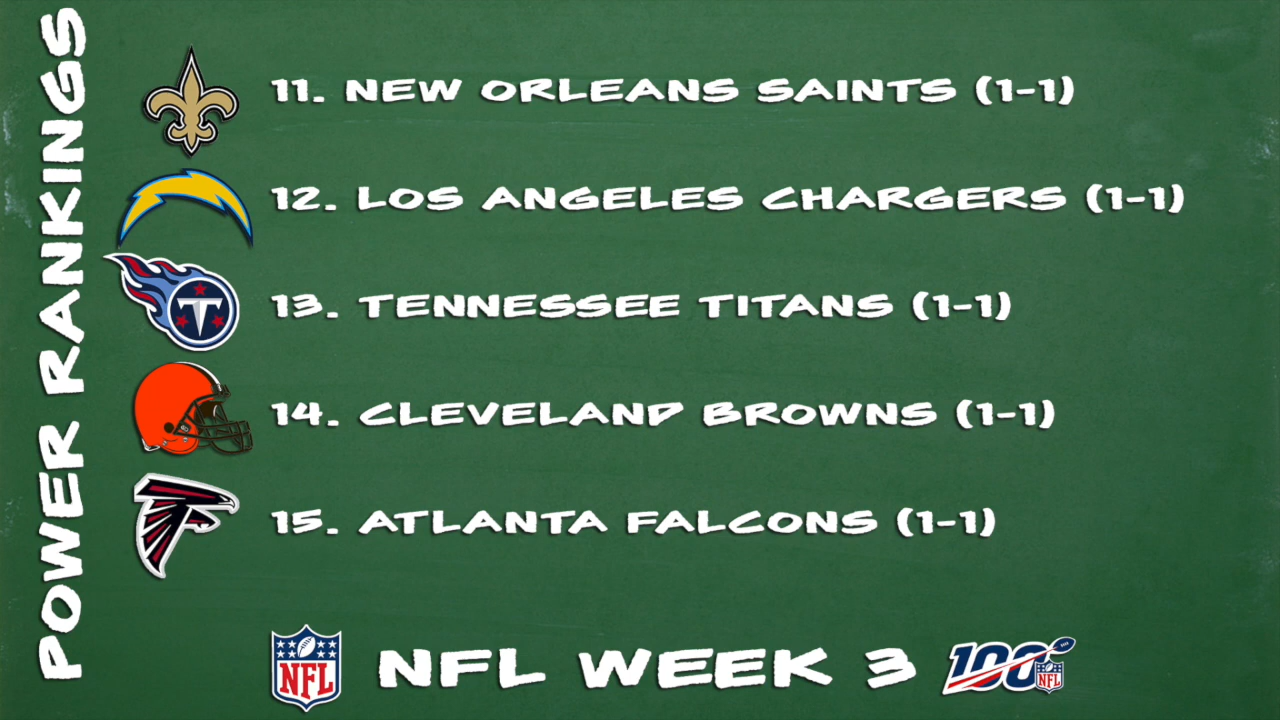 POWER RANKINGS
11. NEW ORLEANS SAINTS (1-1)
12. LOS ANGELES CHARGERS (1-1)
13. TENNESSEE TITANS (1-1)
14. CLEVELAND BROWNS (1-1)
15. ATLANTA FALCONS (1-1)
NFL NFL WEEK 3 100 NFL